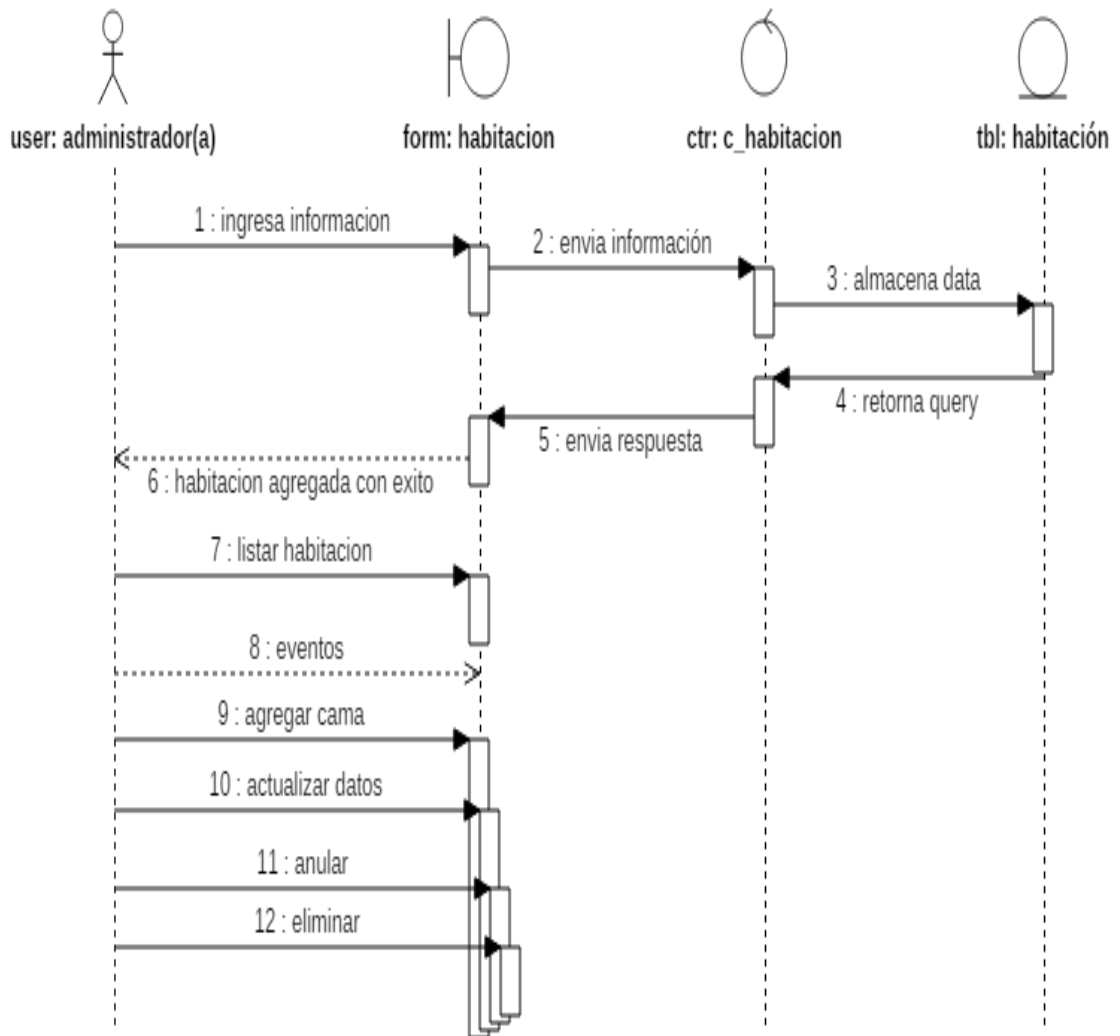 user: administrador(a)
form: habitacion
ctr: c_habitacion
tbl: habitación
1 : ingresa informacion
2 : envia información
3 : almacena data
4 : retorna query
5 : envia respuesta
6 : habitacion agregada con exito
7 : listar habitacion
8 : eventos
9 : agregar cama
10 : actualizar datos
11 : anular
12 : eliminar